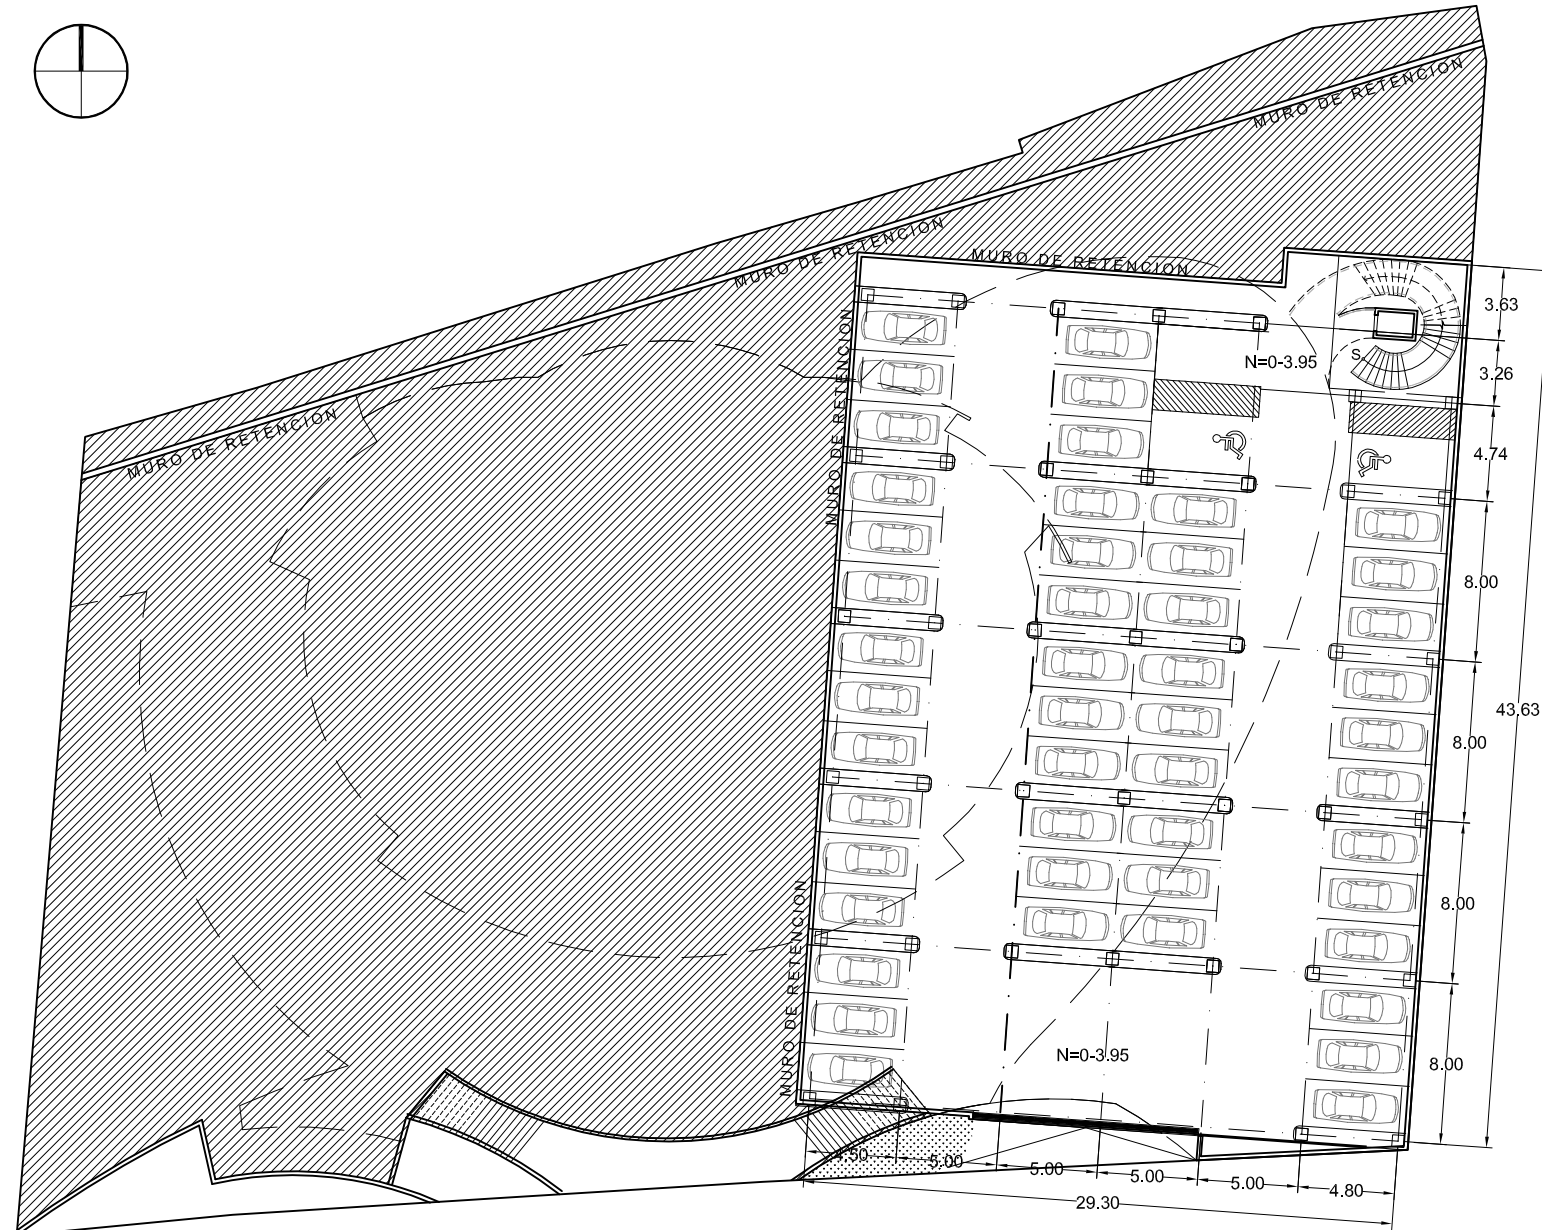 MURO DE RETENCION
MURO DE RETENCION
MURO DE RETENCION
MURO DE RETENCION
MURO DE RETENCION
MURO DE RETENCION
N=0-3.95
S
3.63
3.26
4.74
8.00
8.00
43.63
8.00
8.00
N=0-3.95
4.50
5.00
5.00
5.00
5.00
4.80
29.30